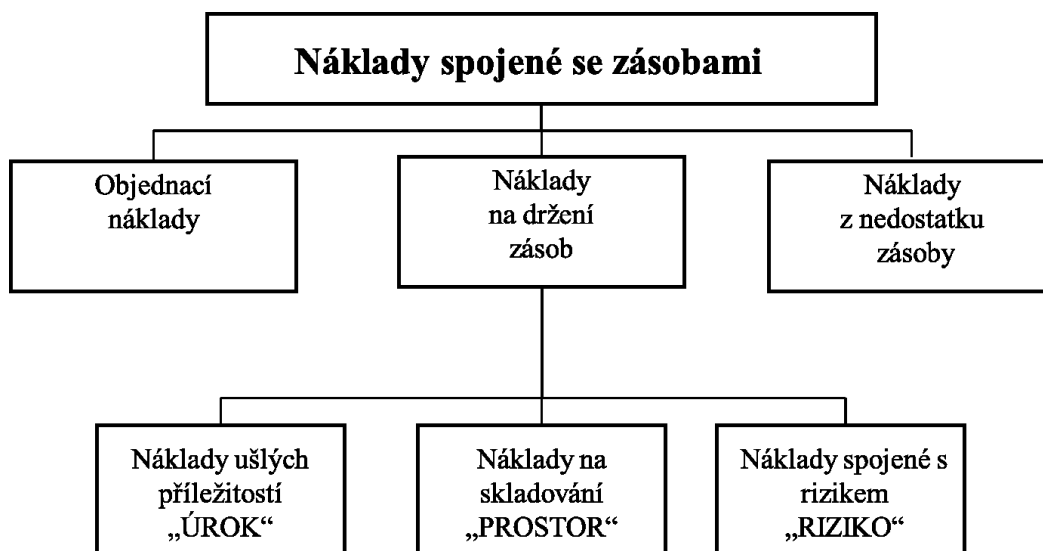 Náklady spojené se zásobami
Objednací
náklady
Náklady
na držení
zásob
Náklady
z nedostatku
zásoby
Náklady ušlých
příležitostí
„ÚROK“
Náklady na
skladování
„PROSTOR“
Náklady spojené s
rizikem
„RIZIKO“